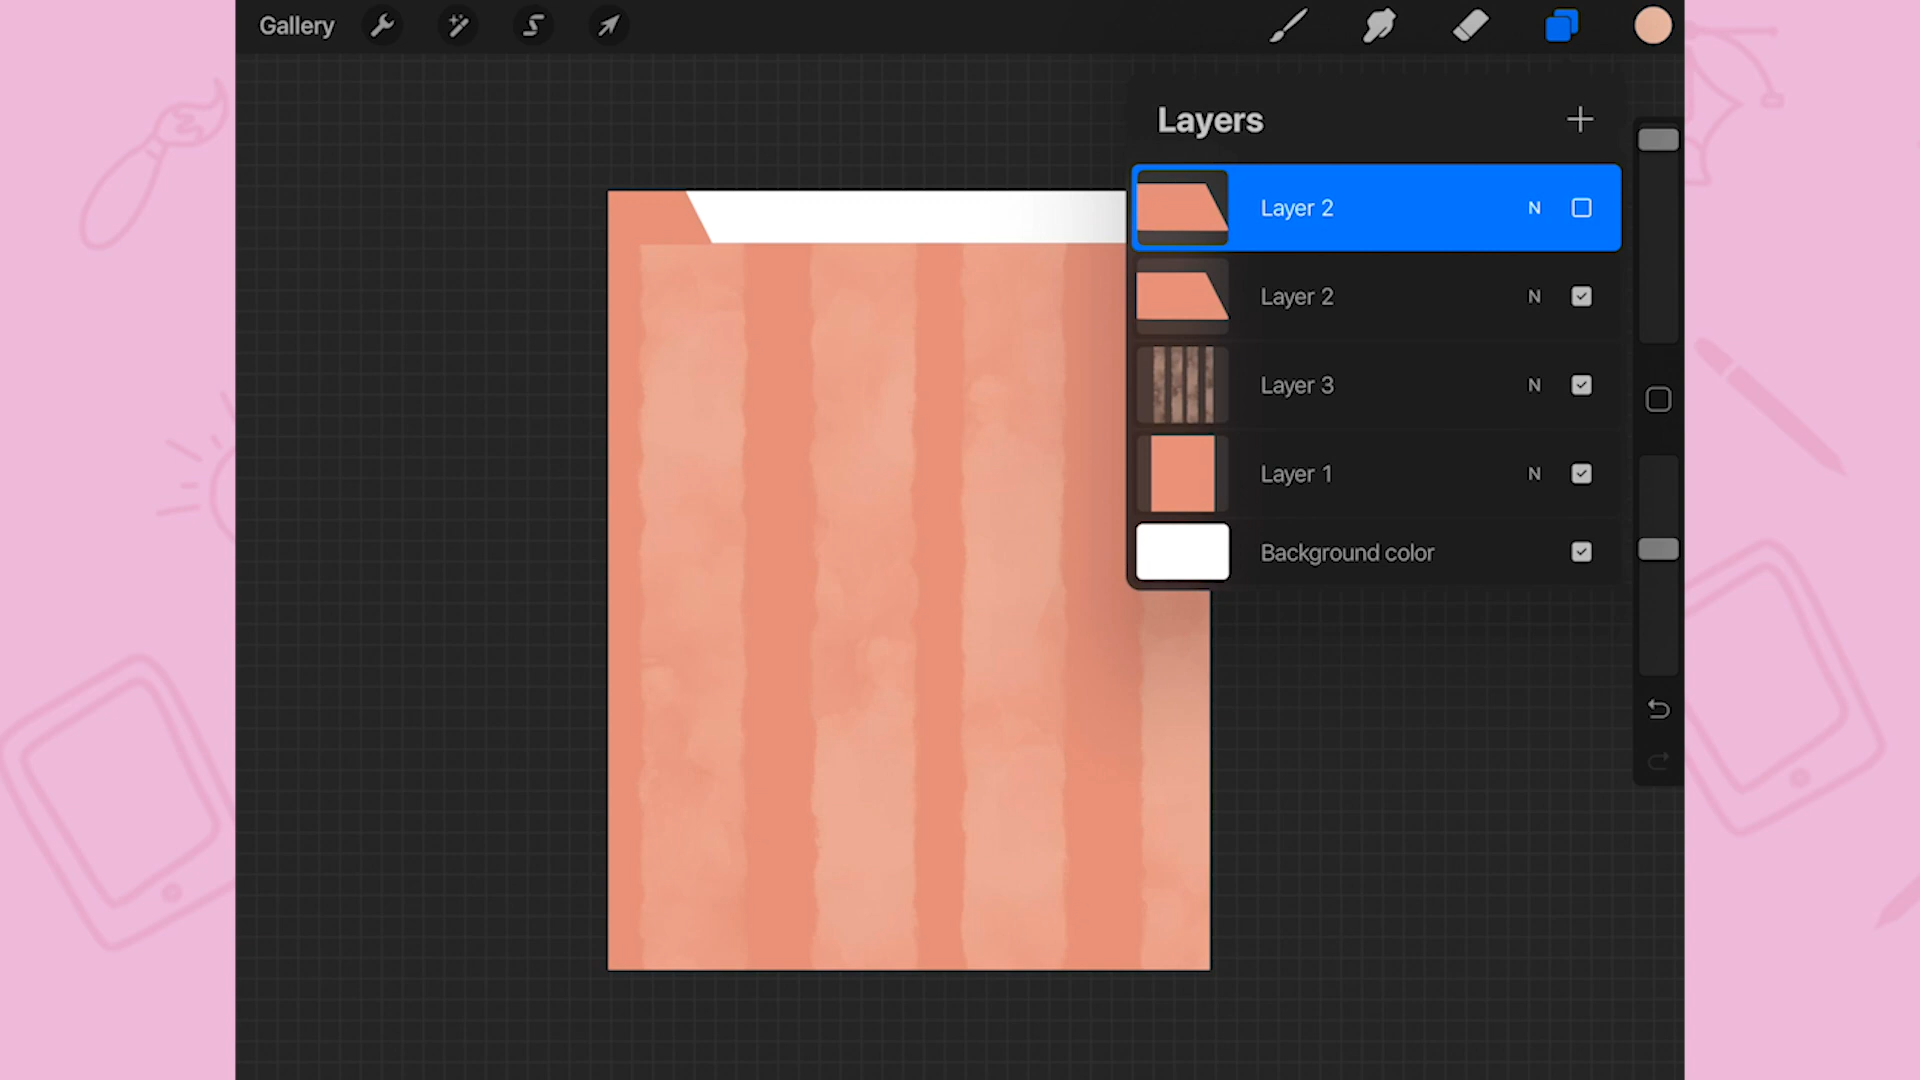 Gallery
Layers
Layer 2 N
Layer 2 N
Layer 3 N
Layer 1 N
Background color